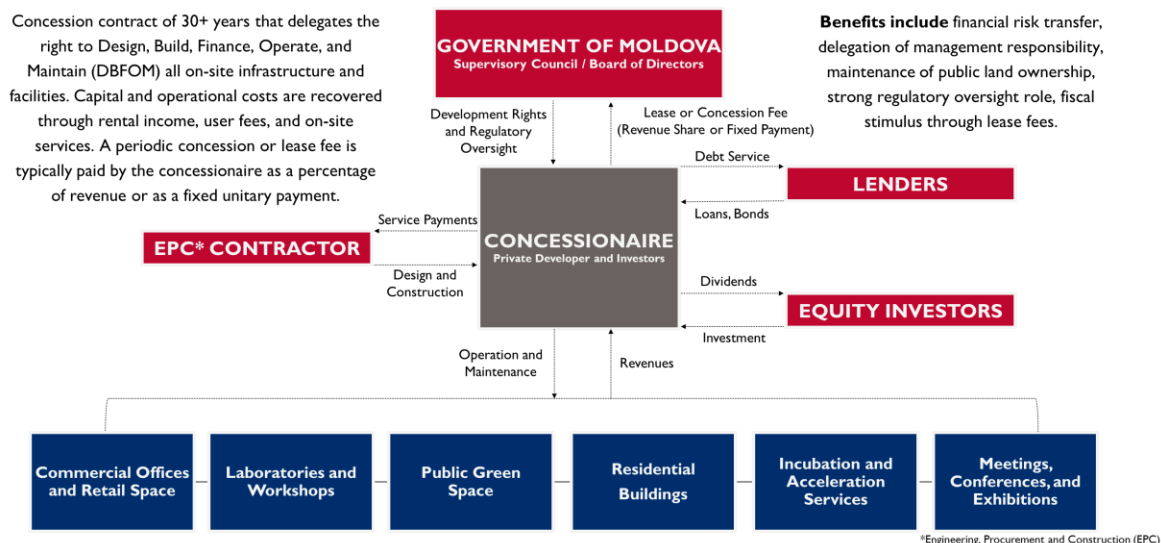 Concession contract of 30+ years that delegates the
right to Design, Build, Finance, Operate, and
Maintain (DBFOM) all on-site infrastructure and
facilities. Capital and operational costs are recovered
through rental income, user fees, and on-site
services. A periodic concession or lease fee is
typically paid by the concessionaire as a percentage
of revenue or as a fixed unitary payment.
GOVERNMENT OF MOLDOVA
Supervisory Council / Board of Directors
Benefits include financial risk transfer,
delegation of management responsibility,
maintenance of public land ownership,
strong regulatory oversight role, fiscal
stimulus through lease fees.
Development Rights
and Regulatory
Oversight
Lease or Concession Fee
(Revenue Share or Fixed Payment)
Debt Service
LENDERS
Loans, Bonds
Service Payments
EPC* CONTRACTOR
Design and
Construction
CONCESSIONAIRE
Private Developer and Investors
Dividends
EQUITY INVESTORS
Investment
Operation and
Maintenance
Revenues
Commercial Offices
and Retail Space
Laboratories and
Workshops
Public Green
Space
Residential
Buildings
Incubation and
Acceleration
Services
Meetings,
Conferences, and
Exhibitions
*Engineering, Procurement and Construction (EPC)